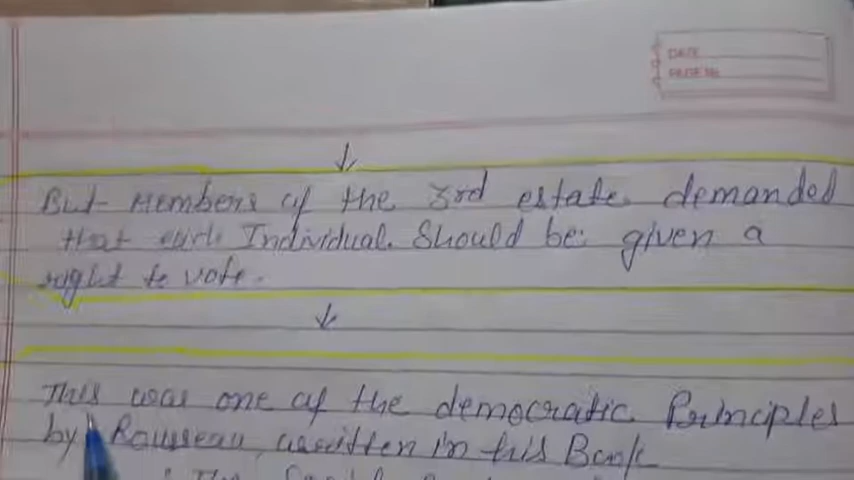 DATE
PAGE No.
↓
But Members of the 3rd estate demanded
that each Individual. Should be given a
right to vote.
↓
This was one of the democratic Principles
by Rousseau, as written in his Book